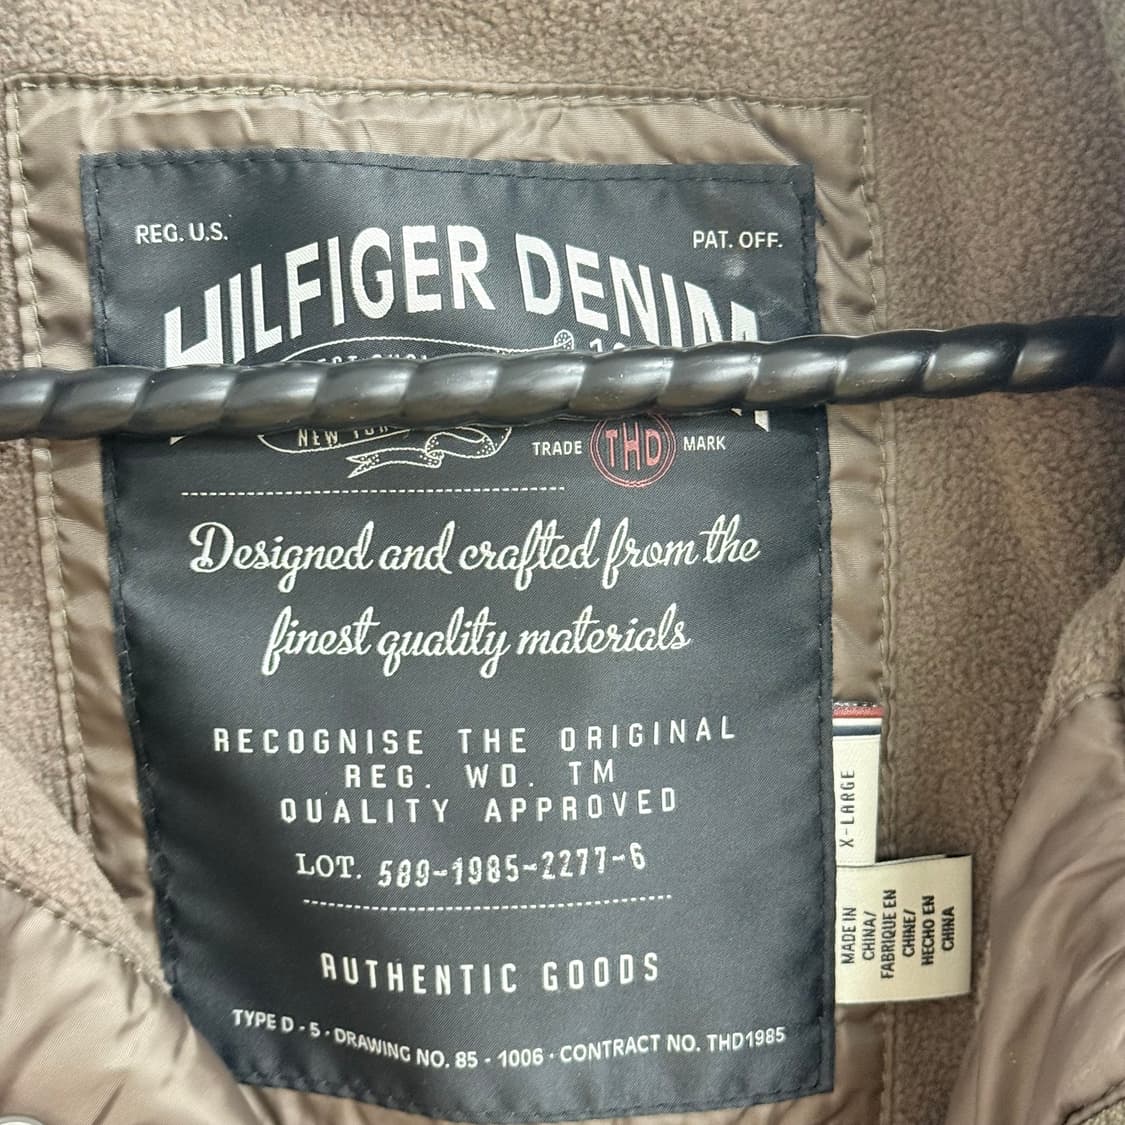 REG. U.S.
PAT. OFF.
HILFIGER DENIM
NEW YORK
TRADE THD MARK
Designed and crafted from the
finest quality materials
RECOGNISE THE ORIGINAL
REG. WD. TM
QUALITY APPROVED
LOT. 589-1985-2277-6
AUTHENTIC GOODS
TYPE D - 5 · DRAWING NO. 85 - 1006 · CONTRACT NO. THD1985
X-LARGE
MADE IN
CHINA/
FABRIQUE EN
CHINE/
HECHO EN
CHINA